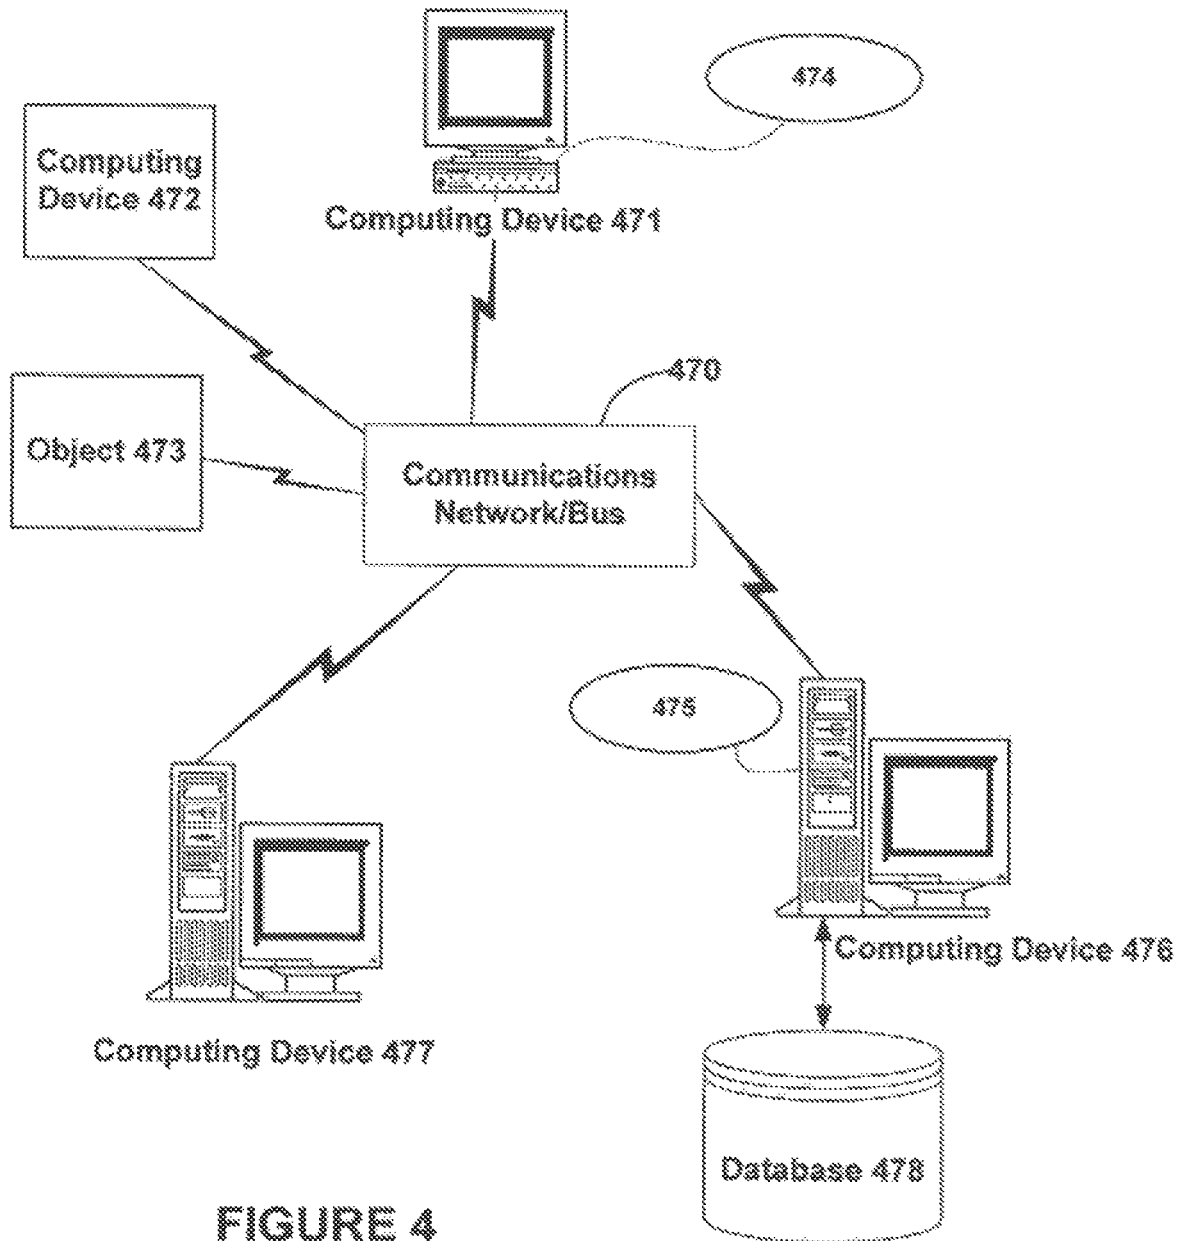 474
Computing
Device 472
Computing Device 471
470
Object 473
Communications
Network/Bus
475
Computing Device 476
Computing Device 477
Database 478
FIGURE 4